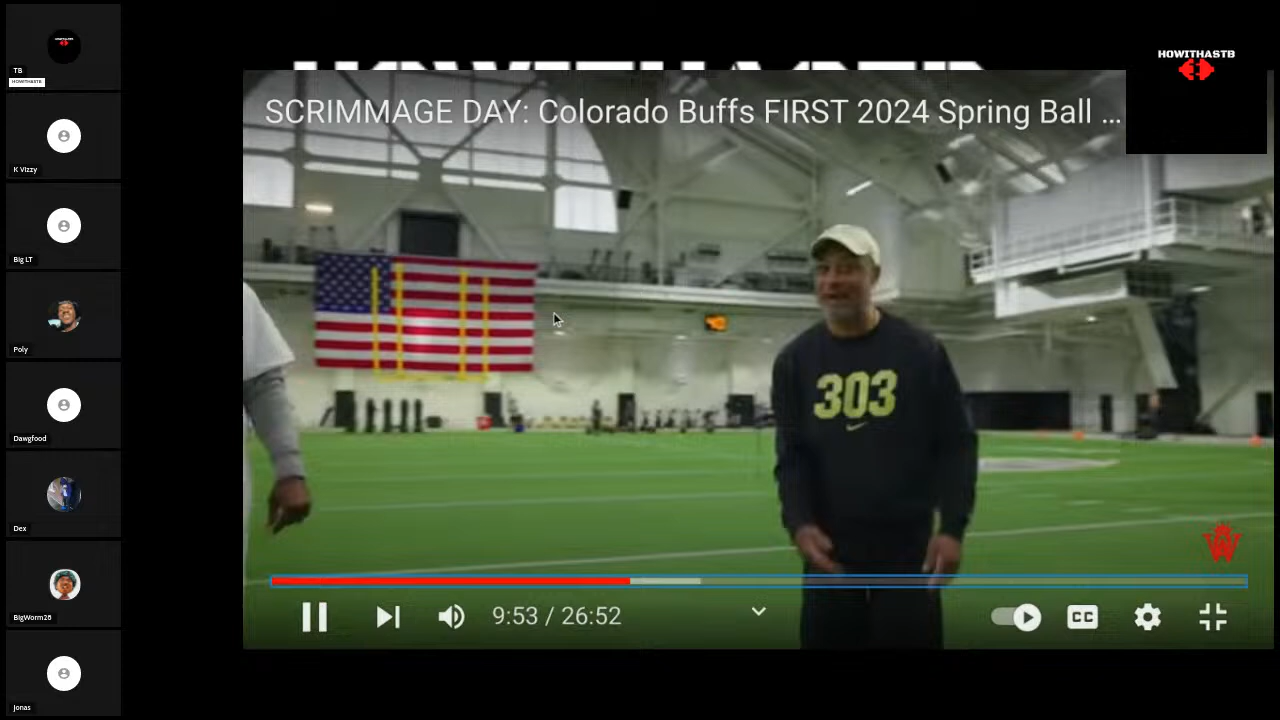 TB
HOWITHASTB
K Vizzy
Big LT
Poly
Dawgfood
Dex
BigWorm28
jonas
SCRIMMAGE DAY: Colorado Buffs FIRST 2024 Spring Ball ...
HOWITHASTB
303
9:53 / 26:52
CC